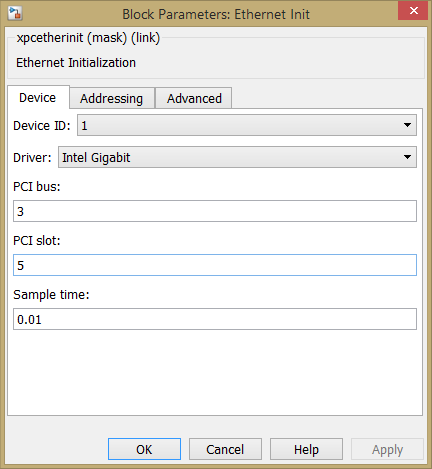 Block Parameters: Ethernet Init
xpcetherinit (mask) (link)
Ethernet Initialization
Device Addressing Advanced
Device ID: 1
Driver: Intel Gigabit
PCI bus:
3
PCI slot:
5
Sample time:
0.01
OK Cancel Help Apply